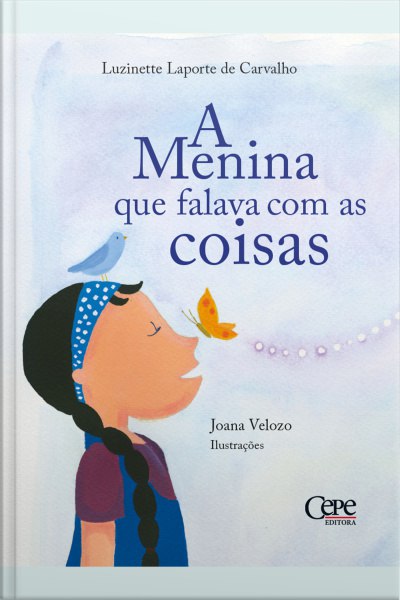 Luzinette Laporte de Carvalho
A
Menina
que falava com as
coisas
Joana Velozo
Ilustrações
Cepe
EDITORA